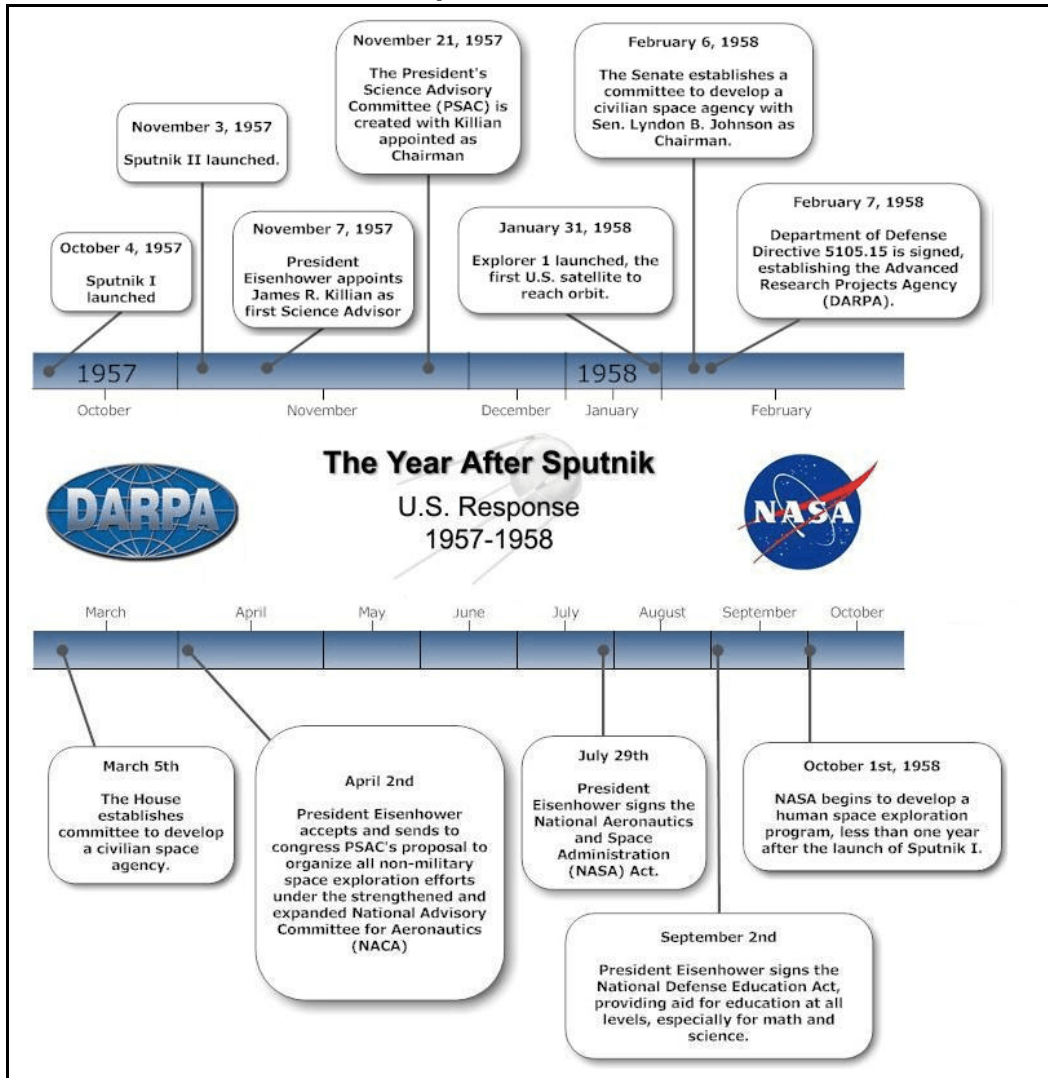 November 21, 1957
The President's
Science Advisory
Committee (PSAC) is
created with Killian
appointed as
Chairman
February 6, 1958
The Senate establishes a
committee to develop a
civilian space agency with
Sen. Lyndon B. Johnson as
Chairman.
November 3, 1957
Sputnik II launched.
October 4, 1957
Sputnik I
launched
November 7, 1957
President
Eisenhower appoints
James R. Killian as
first Science Advisor
January 31, 1958
Explorer 1 launched, the
first U.S. satellite to
reach orbit.
February 7, 1958
Department of Defense
Directive 5105.15 is signed,
establishing the Advanced
Research Projects Agency
(DARPA).
1957
1958
October
November
December
January
February
DARPA
The Year After Sputnik
U.S. Response
1957-1958
NASA
March
April
May
June
July
August
September
October
March 5th
The House
establishes
committee to develop
a civilian space
agency.
April 2nd
President Eisenhower
accepts and sends to
congress PSAC's proposal to
organize all non-military
space exploration efforts
under the strengthened and
expanded National Advisory
Committee for Aeronautics
(NACA)
July 29th
President
Eisenhower signs the
National Aeronautics
and Space
Administration
(NASA) Act.
October 1st, 1958
NASA begins to develop a
human space exploration
program, less than one year
after the launch of Sputnik I.
September 2nd
President Eisenhower signs the
National Defense Education Act,
providing aid for education at all
levels, especially for math and
science.